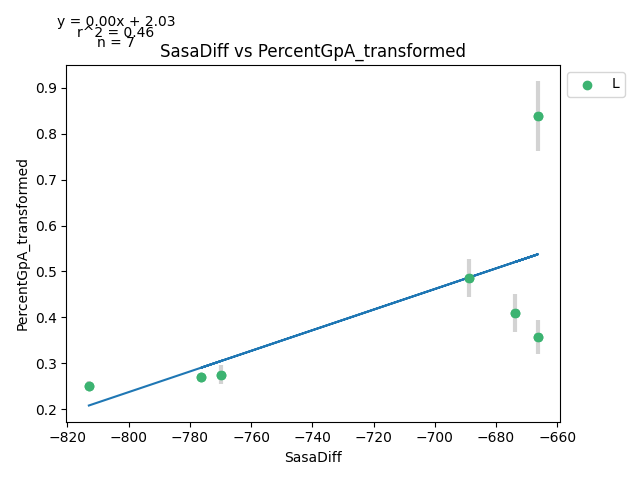 y = 0.00x + 2.03
r^2 = 0.46
n = 7
SasaDiff vs PercentGpA_transformed
L
PercentGpA_transformed
0.9
0.8
0.7
0.6
0.5
0.4
0.3
0.2
−820 −800 −780 −760 −740 −720 −700 −680 −660
SasaDiff